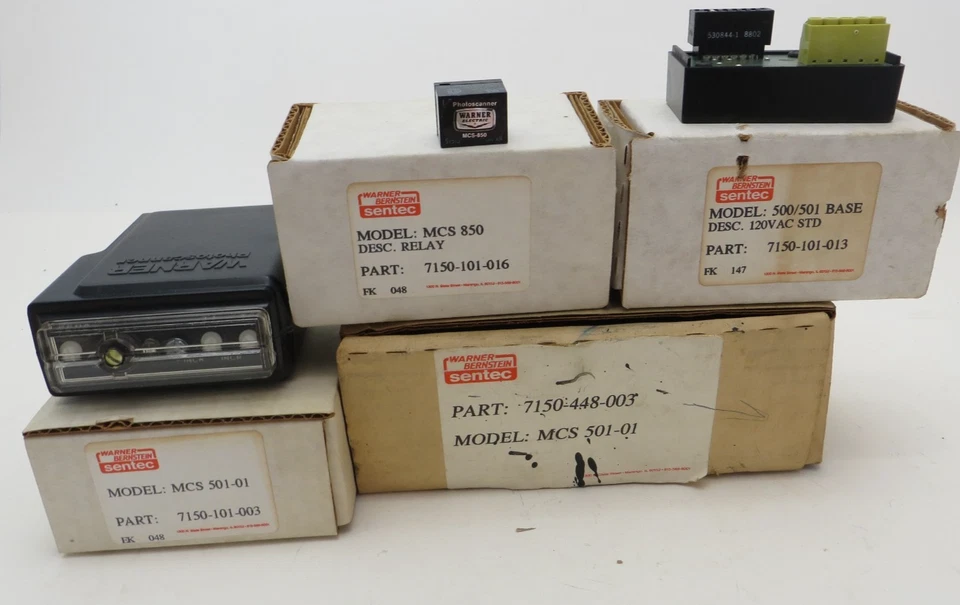 530844-1 8802
Photoscanner
WARNER
ELECTRIC
MCS-850
WARNER
BERNSTEIN
sentec
MODEL: MCS 850
DESC. RELAY
PART: 7150-101-016
FK 048
WARNER
BERNSTEIN
sentec
MODEL: 500/501 BASE
DESC. 120VAC STD
PART: 7150-101-013
FK 147
WARNER
PHOTOSCANNER
WARNER
BERNSTEIN
sentec
PART: 7150-448-003
MODEL: MCS 501-01
WARNER
BERNSTEIN
sentec
MODEL: MCS 501-01
PART: 7150-101-003
FK 048